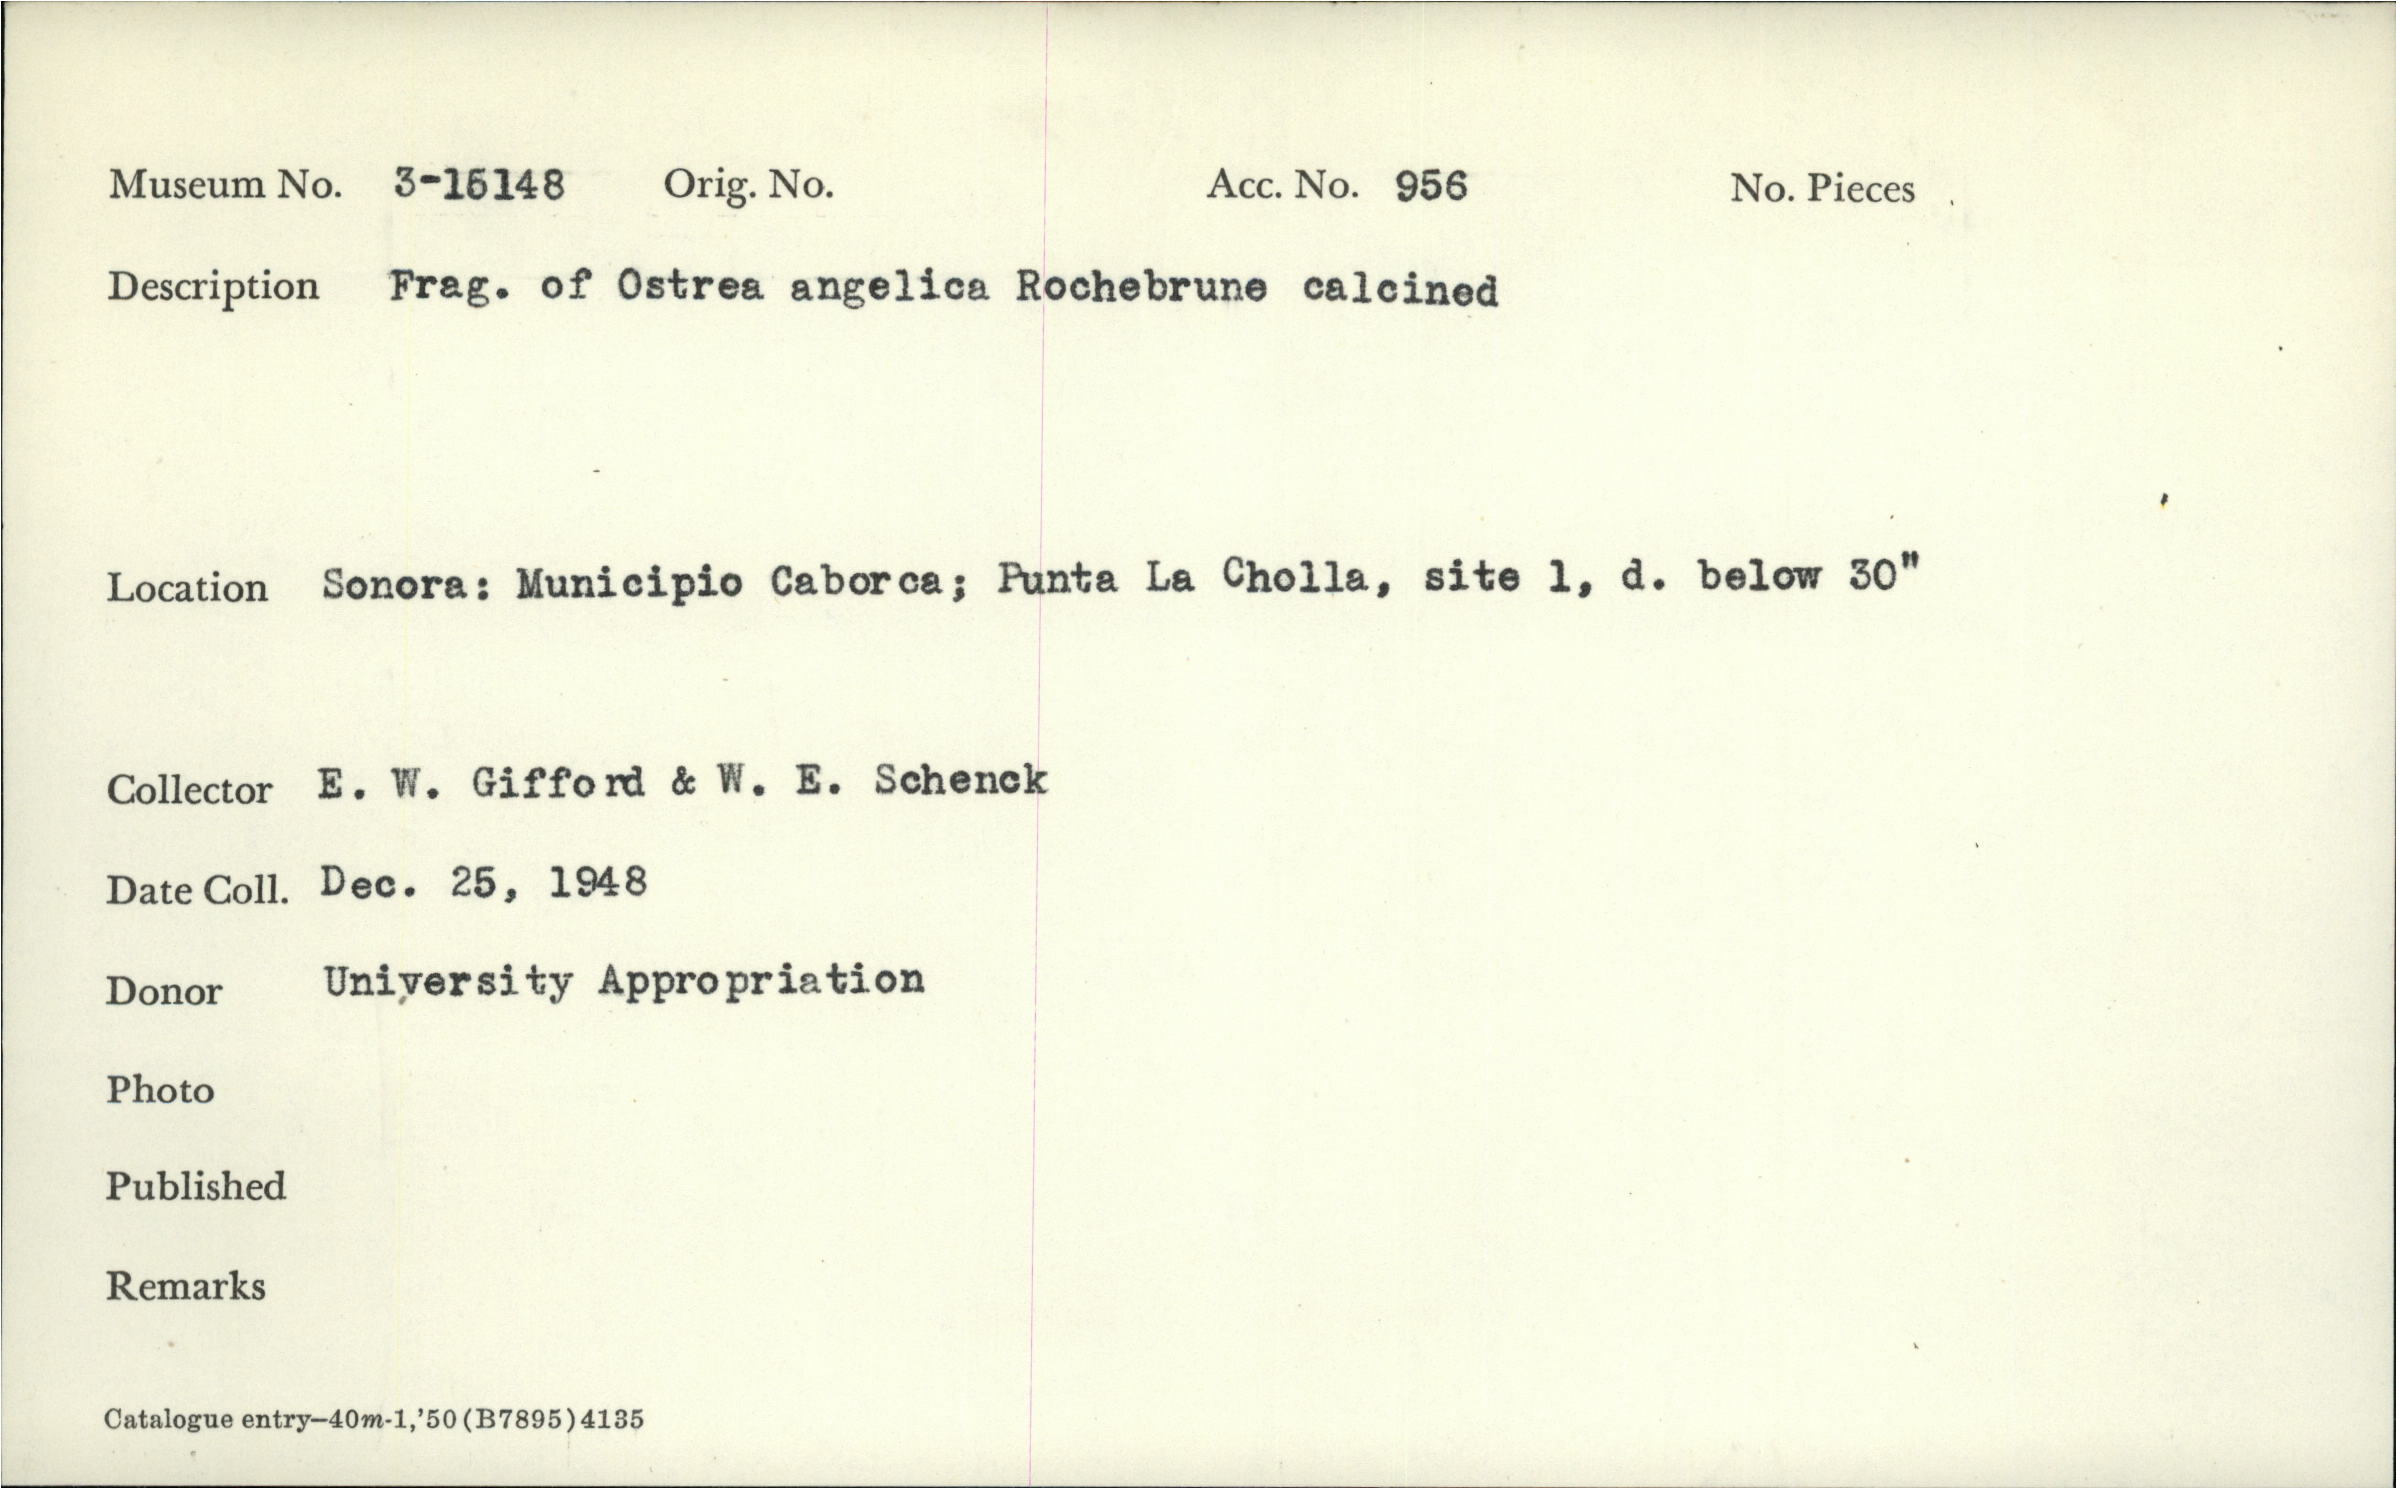 Museum No. 3-15148 Orig. No. Acc. No. 956 No. Pieces
Description Frag. of Ostrea angelica Rochebrune calcined
Location Sonora: Municipio Caborca; Punta La Cholla, site 1, d. below 30"
Collector E. W. Gifford & W. E. Schenck
Date Coll. Dec. 25, 1948
Donor University Appropriation
Photo
Published
Remarks
Catalogue entry—40m-1,'50(B7895)4135